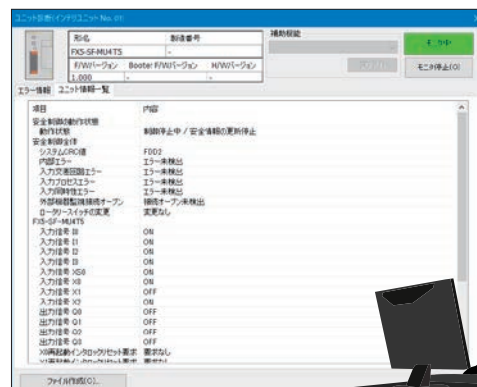 ユニット診断(インテリユニット No. 01)
形名 製造番号
FX5-SF-MU4T5 -
F/Wバージョン Booter F/Wバージョン H/Wバージョン
1.000 - -
補助機能
モニタ中
モニタ停止(O)
エラー情報 ユニット情報一覧
項目 内容
安全制御の動作状態
動作状態 制御停止中 / 安全情報の更新停止
安全制御全体
システムCRC値 FDD2
内部エラー エラー未検出
入力交差回路エラー エラー未検出
入力プロセスエラー エラー未検出
入力同時性エラー エラー未検出
外部機器監視接続オープン 接続オープン未検出
ロータリースイッチの変更 変更なし
FX5-SF-MU4T5
入力信号 I0 ON
入力信号 I1 ON
入力信号 I2 ON
入力信号 I3 ON
入力信号 XS0 ON
入力信号 X0 ON
入力信号 X1 OFF
入力信号 X2 ON
出力信号 Q0 OFF
出力信号 Q1 OFF
出力信号 Q2 OFF
出力信号 Q3 OFF
X0再起動インタロックリセット要求 要求なし
ファイル作成(C)...